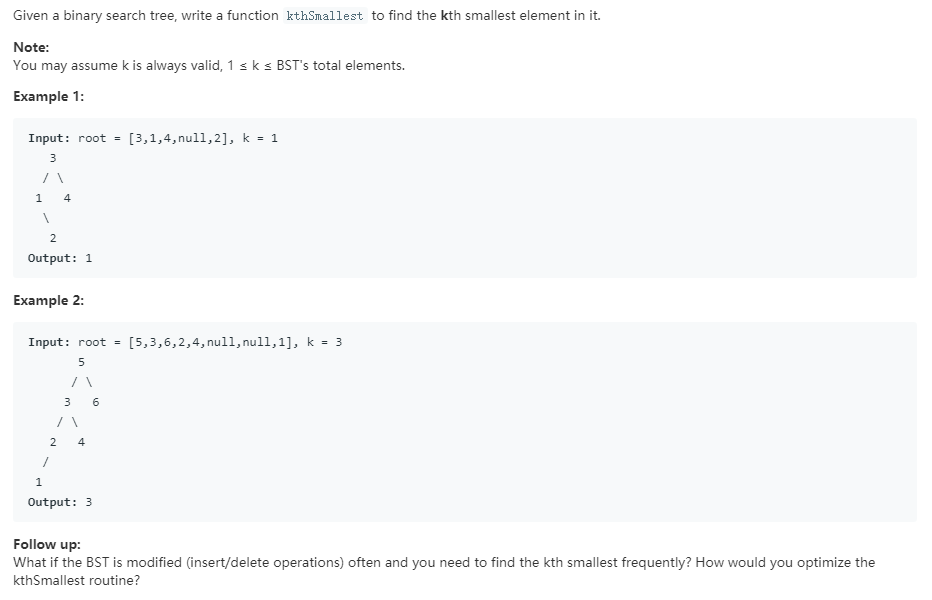 Given a binary search tree, write a function kthSmallest to find the kth smallest element in it.
Note:
You may assume k is always valid, 1 ≤ k ≤ BST's total elements.
Example 1:
Input: root = [3,1,4,null,2], k = 1
3
/ \
1 4
\
2
Output: 1
Example 2:
Input: root = [5,3,6,2,4,null,null,1], k = 3
5
/ \
3 6
/ \
2 4
/
1
Output: 3
Follow up:
What if the BST is modified (insert/delete operations) often and you need to find the kth smallest frequently? How would you optimize the
kthSmallest routine?